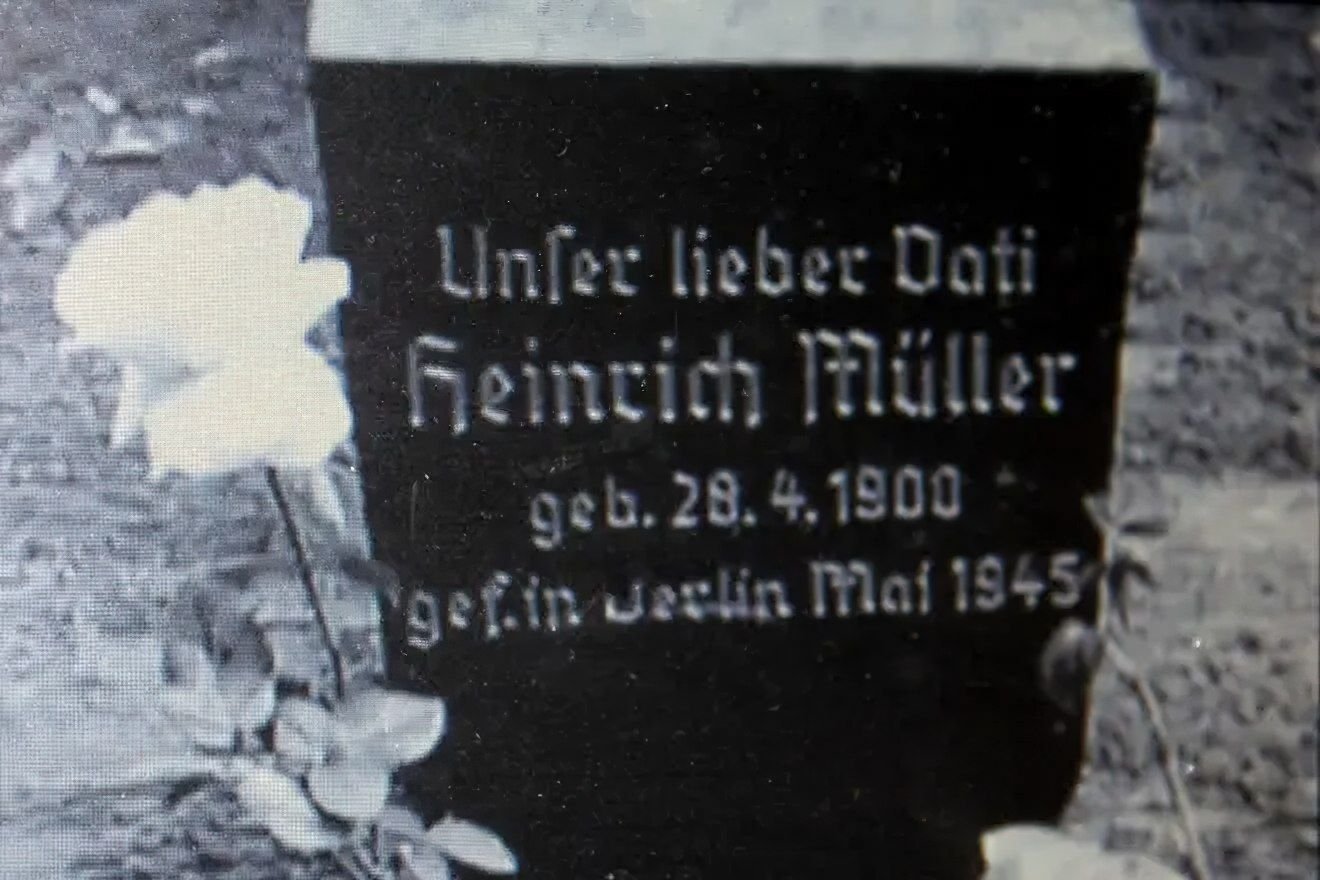 Unser lieber Vati
Heinrich Müller
geb. 28. 4. 1900
gef. in Berlin Mai 1945